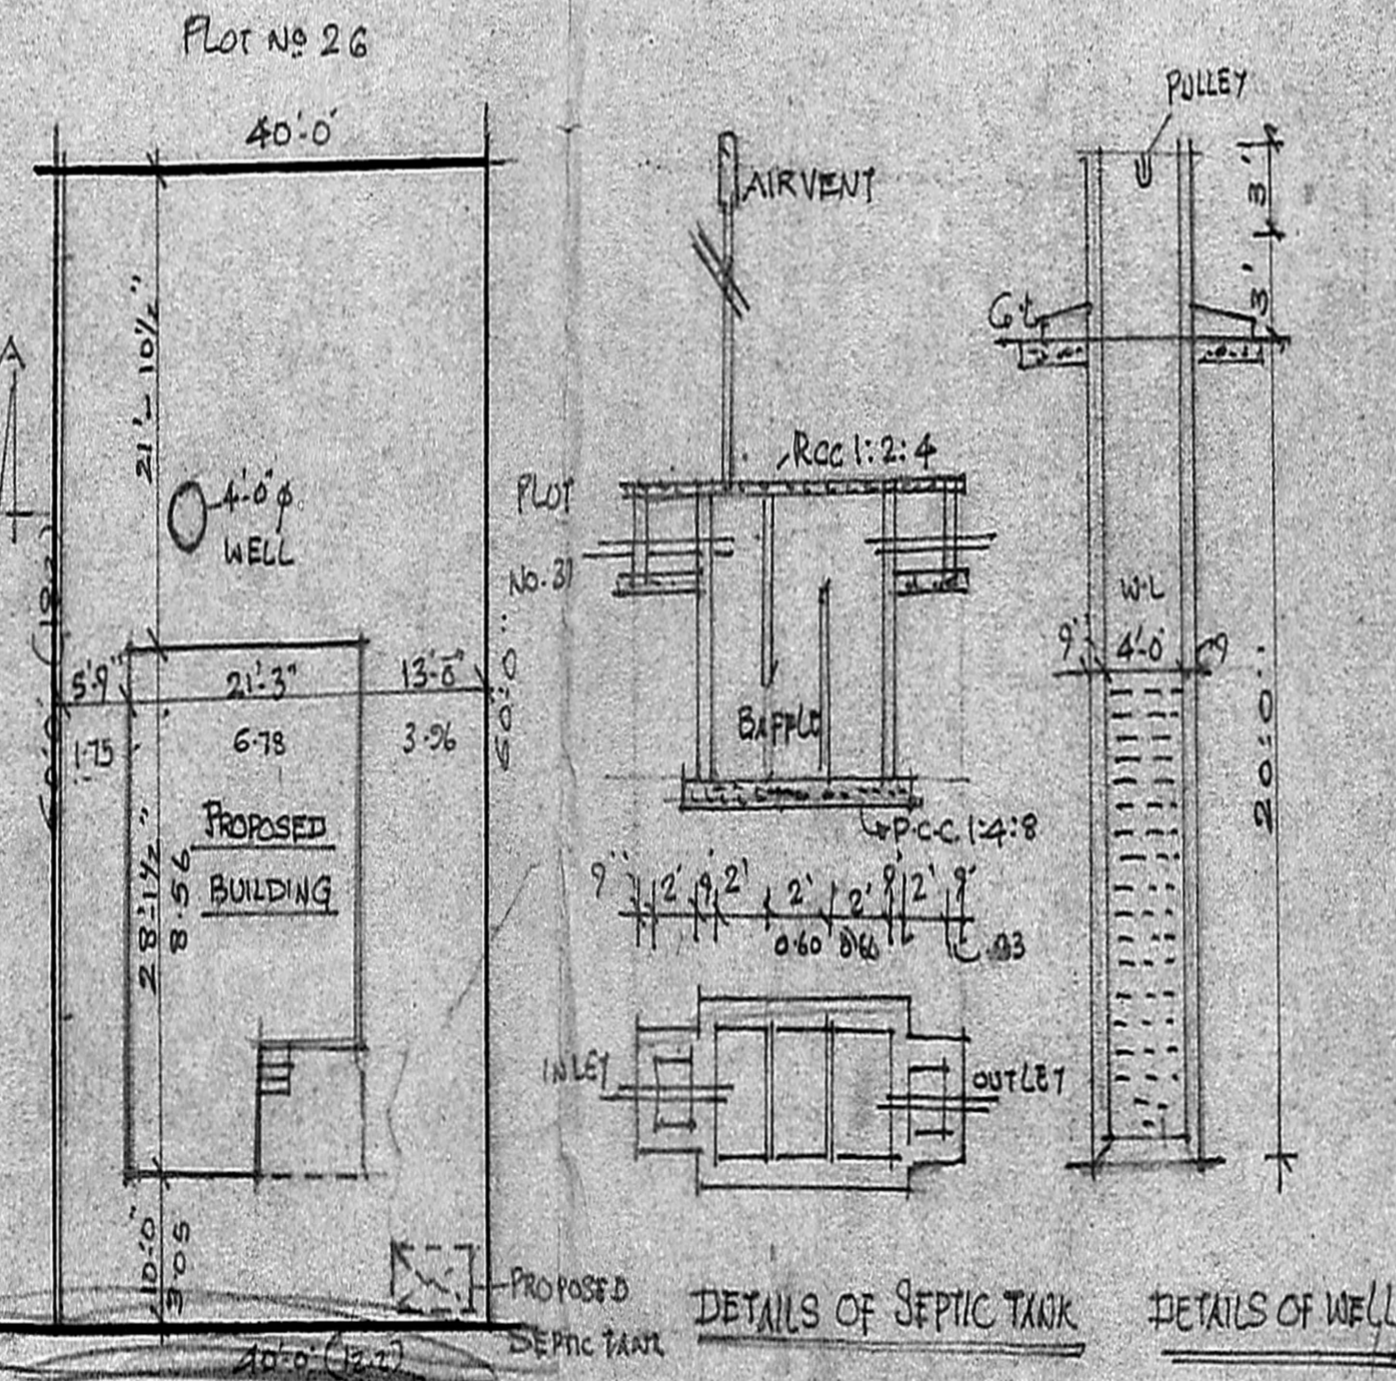 PLOT No 26
40'-0"
21'-10½"
4'-0" φ
WELL
PLOT
No. 31
5'-9"
21'-3"
13'-0"
1.75
6.78
3.96
60'-0"
28'-1½"
8.56
PROPOSED
BUILDING
10'-0"
3.05
40'-0" (12.2)
PROPOSED
SEPTIC TANK
AIRVENT
RCC 1:2:4
BAFFLE
P.C.C. 1:4:8
9" 2' 9" 2' 2' 2' 9" 2' 9"
0.60 0.60
INLET
OUTLET
DETAILS OF SEPTIC TANK
PULLEY
3'
3'
G.L
W.L
9" 4'-0 9
20'-0"
DETAILS OF WELL